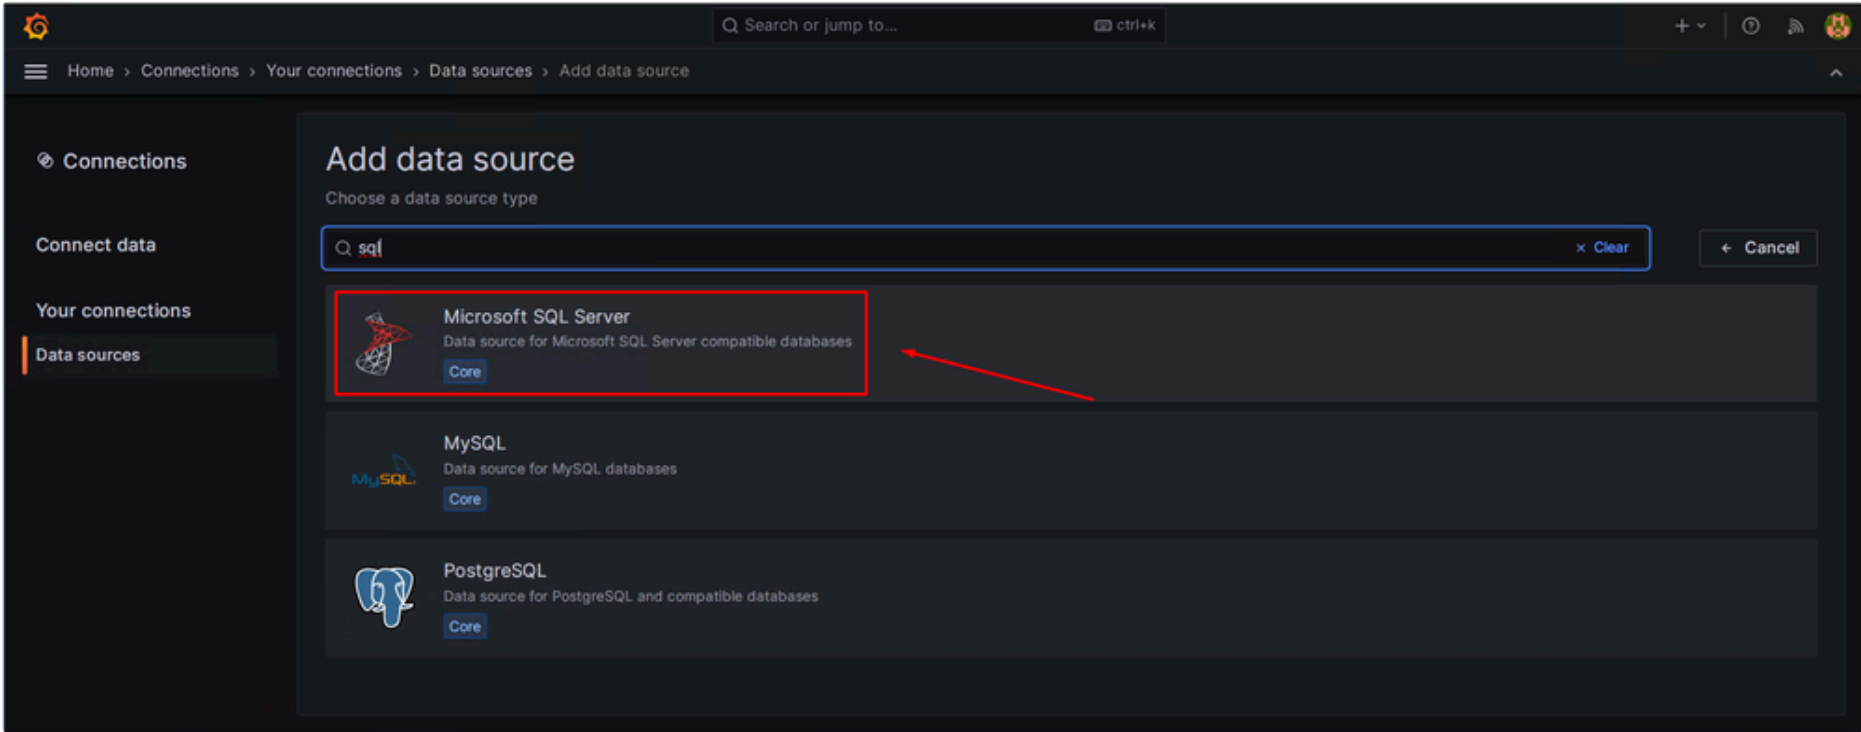 Search or jump to...
ctrl+k
Home › Connections › Your connections › Data sources › Add data source
Connections
Connect data
Your connections
Data sources
Add data source
Choose a data source type
sql
× Clear
← Cancel
Microsoft SQL Server
Data source for Microsoft SQL Server compatible databases
Core
MySQL
MySQL
Data source for MySQL databases
Core
PostgreSQL
Data source for PostgreSQL and compatible databases
Core